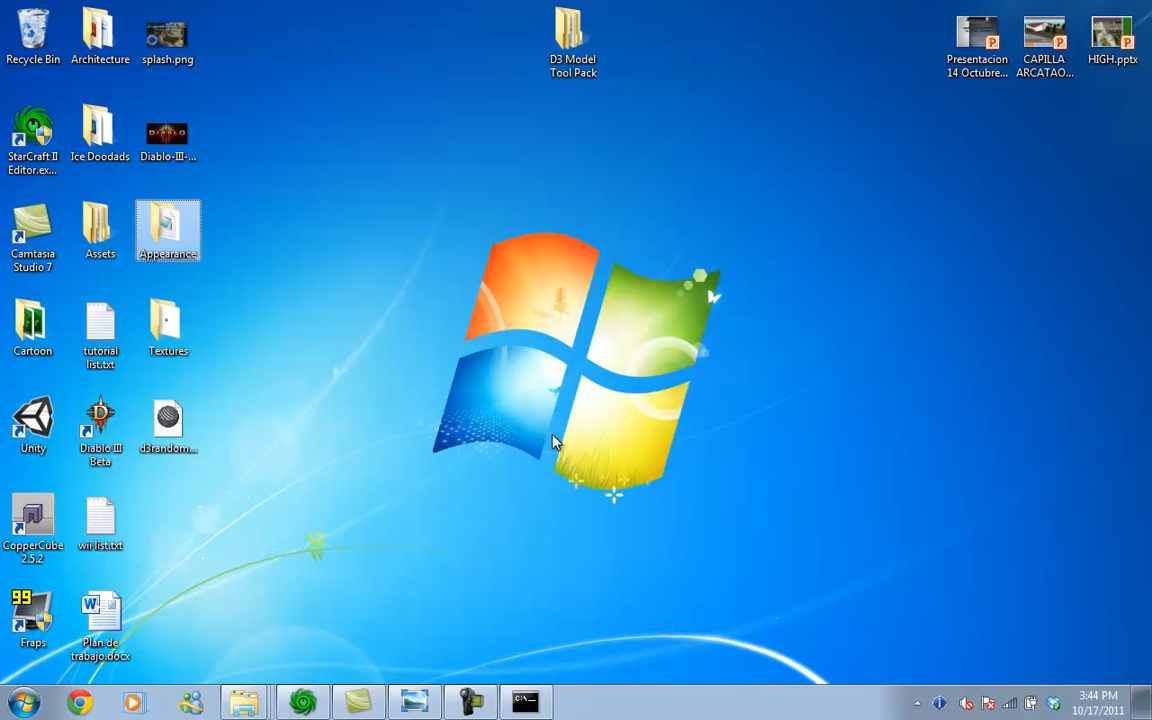 Recycle Bin
Architecture
splash.png
D3 Model
Tool Pack
Presentacion
14 Octubre...
CAPILLA
ARCATAO...
HIGH.pptx
StarCraft II
Editor.ex...
Ice Doodads
Diablo-III-...
DIABLO
Camtasia
Studio 7
Assets
Appearance
Cartoon
tutorial
list.txt
Textures
Unity
Diablo III
Beta
d3random...
CopperCube
2.5.2
wii list.txt
99
Fraps
Plan de
trabajo.docx
C:\_
3:44 PM
10/17/2011